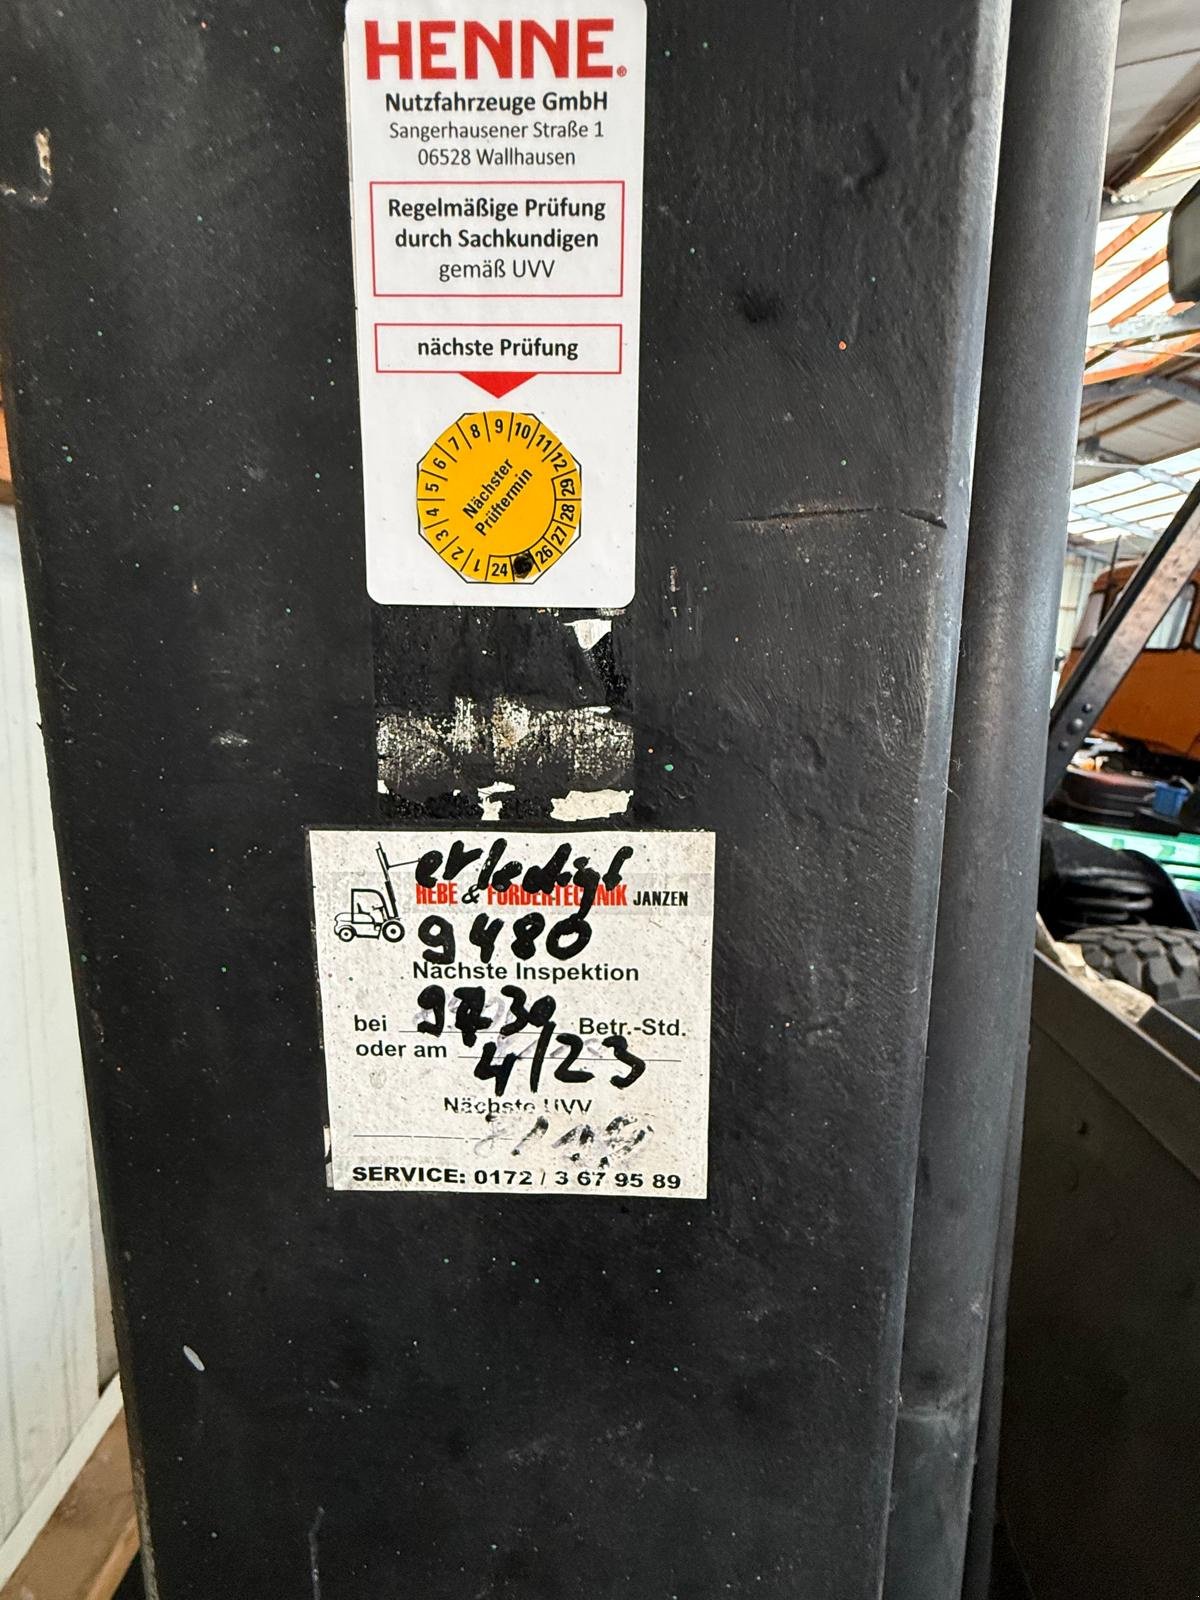 HENNE®
Nutzfahrzeuge GmbH
Sangerhausener Straße 1
06528 Wallhausen
Regelmäßige Prüfung
durch Sachkundigen
gemäß UVV
nächste Prüfung
1 2 3 4 5 6 7 8 9 10 11 12 29 28 27 26 24
Nächster
Prüftermin
erledigt
HEBE & FÖRDERTECHNIK JANZEN
9480
Nächste Inspektion
bei 9730 Betr.-Std.
oder am 4/23
Nächste UVV
SERVICE: 0172 / 3 67 95 89